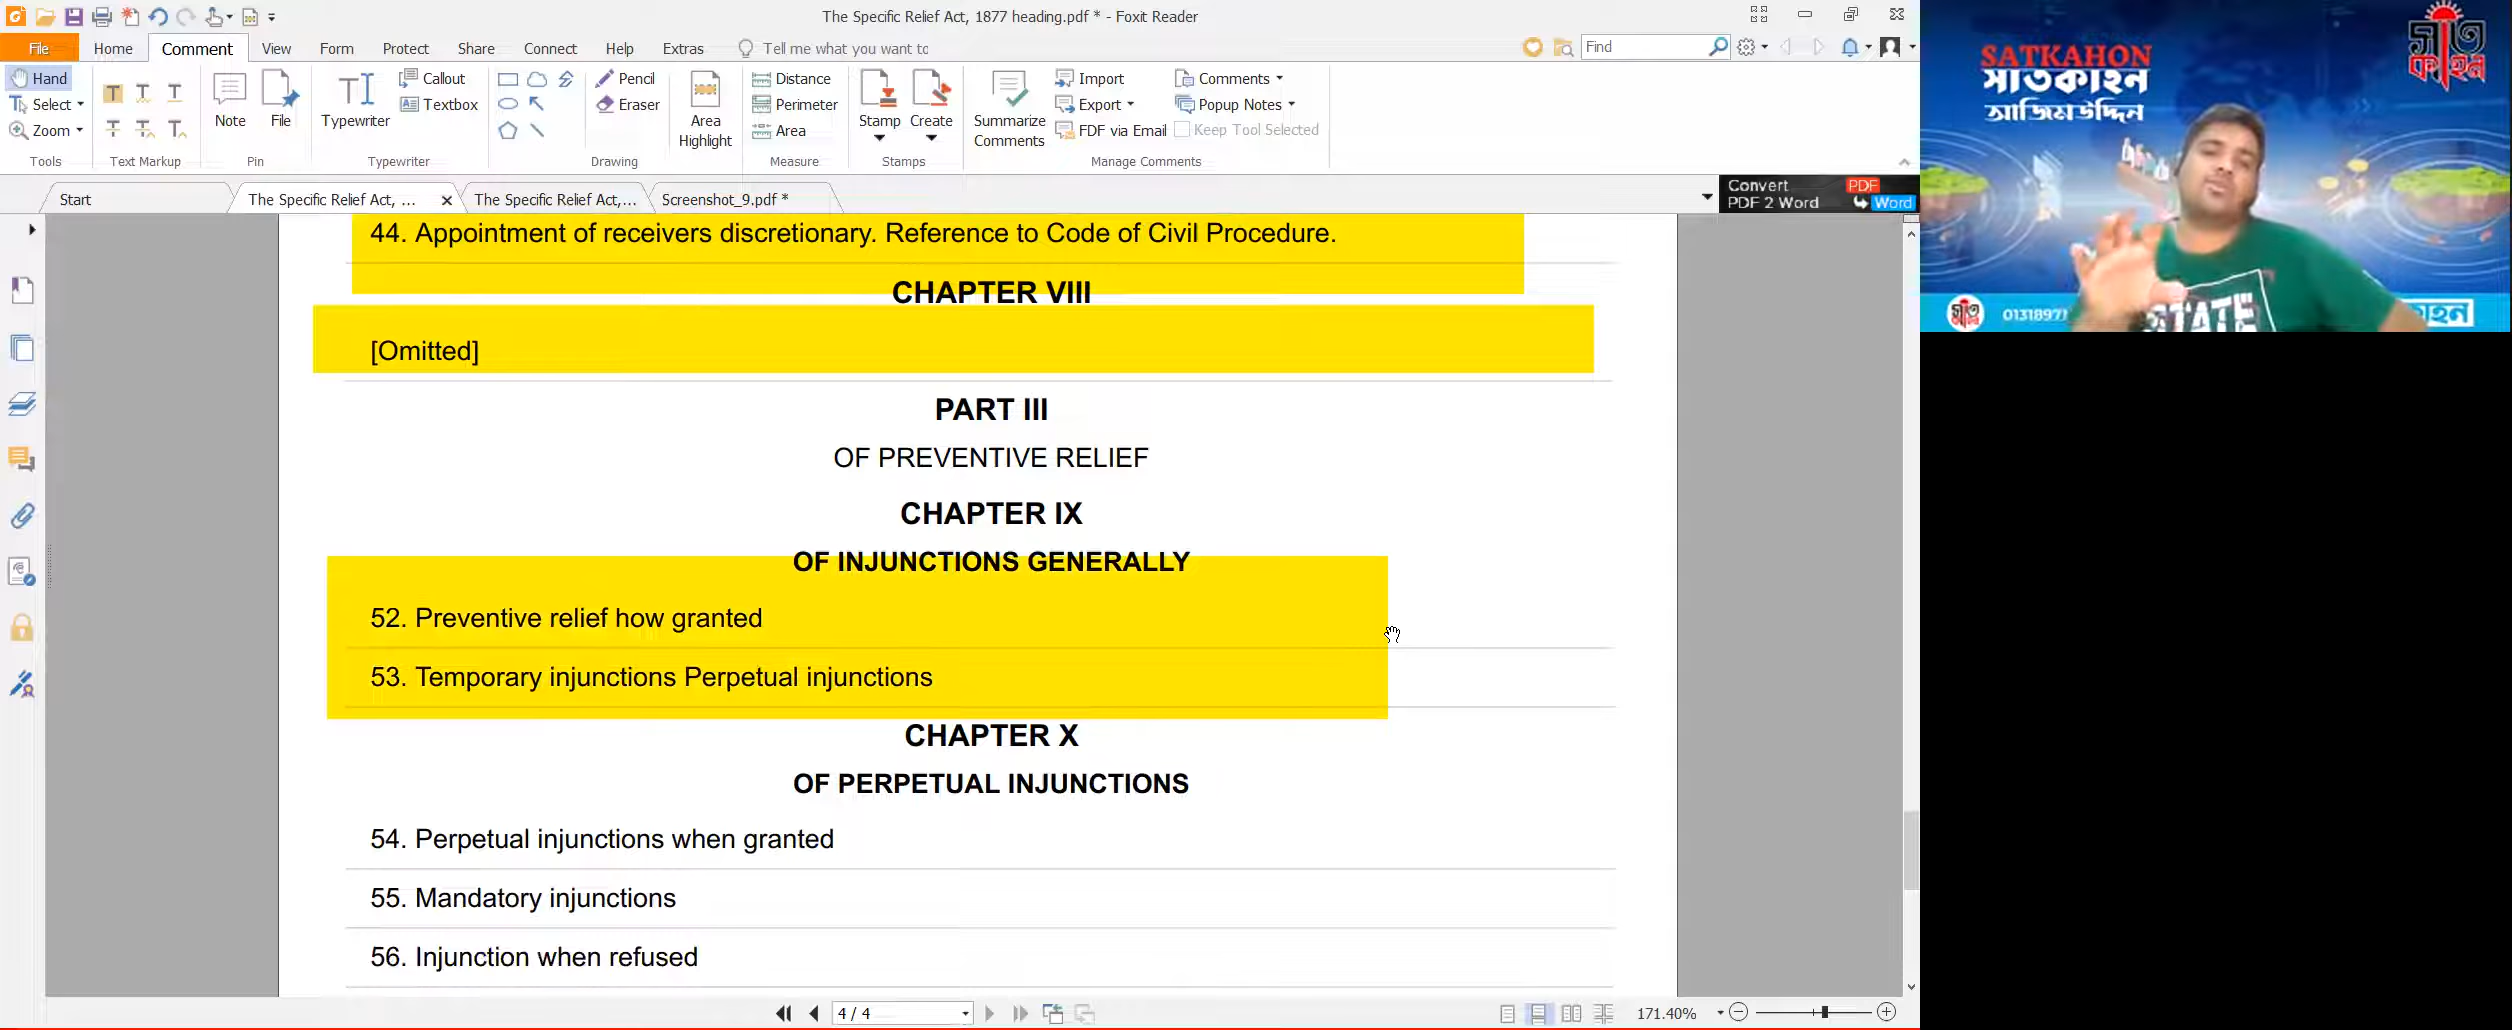 The Specific Relief Act, 1877 heading.pdf * - Foxit Reader
File Home Comment View Form Protect Share Connect Help Extras Tell me what you want to Find
Hand
Select
Zoom
Tools
Text Markup
Note
File
Pin
Typewriter
Callout
Textbox
Typewriter
Pencil
Eraser
Drawing
Area
Highlight
Distance
Perimeter
Area
Measure
Stamp
Create
Stamps
Summarize
Comments
Import
Export
FDF via Email
Comments
Popup Notes
Keep Tool Selected
Manage Comments
Start
The Specific Relief Act, ...
The Specific Relief Act,...
Screenshot_9.pdf *
Convert PDF
PDF 2 Word Word
44. Appointment of receivers discretionary. Reference to Code of Civil Procedure.
CHAPTER VIII
[Omitted]
PART III
OF PREVENTIVE RELIEF
CHAPTER IX
OF INJUNCTIONS GENERALLY
52. Preventive relief how granted
53. Temporary injunctions Perpetual injunctions
CHAPTER X
OF PERPETUAL INJUNCTIONS
54. Perpetual injunctions when granted
55. Mandatory injunctions
56. Injunction when refused
4 / 4
171.40%
SATKAHON
সাতকাহন
আজিম উদ্দিন
সাত
কাহন
0131897
STATE